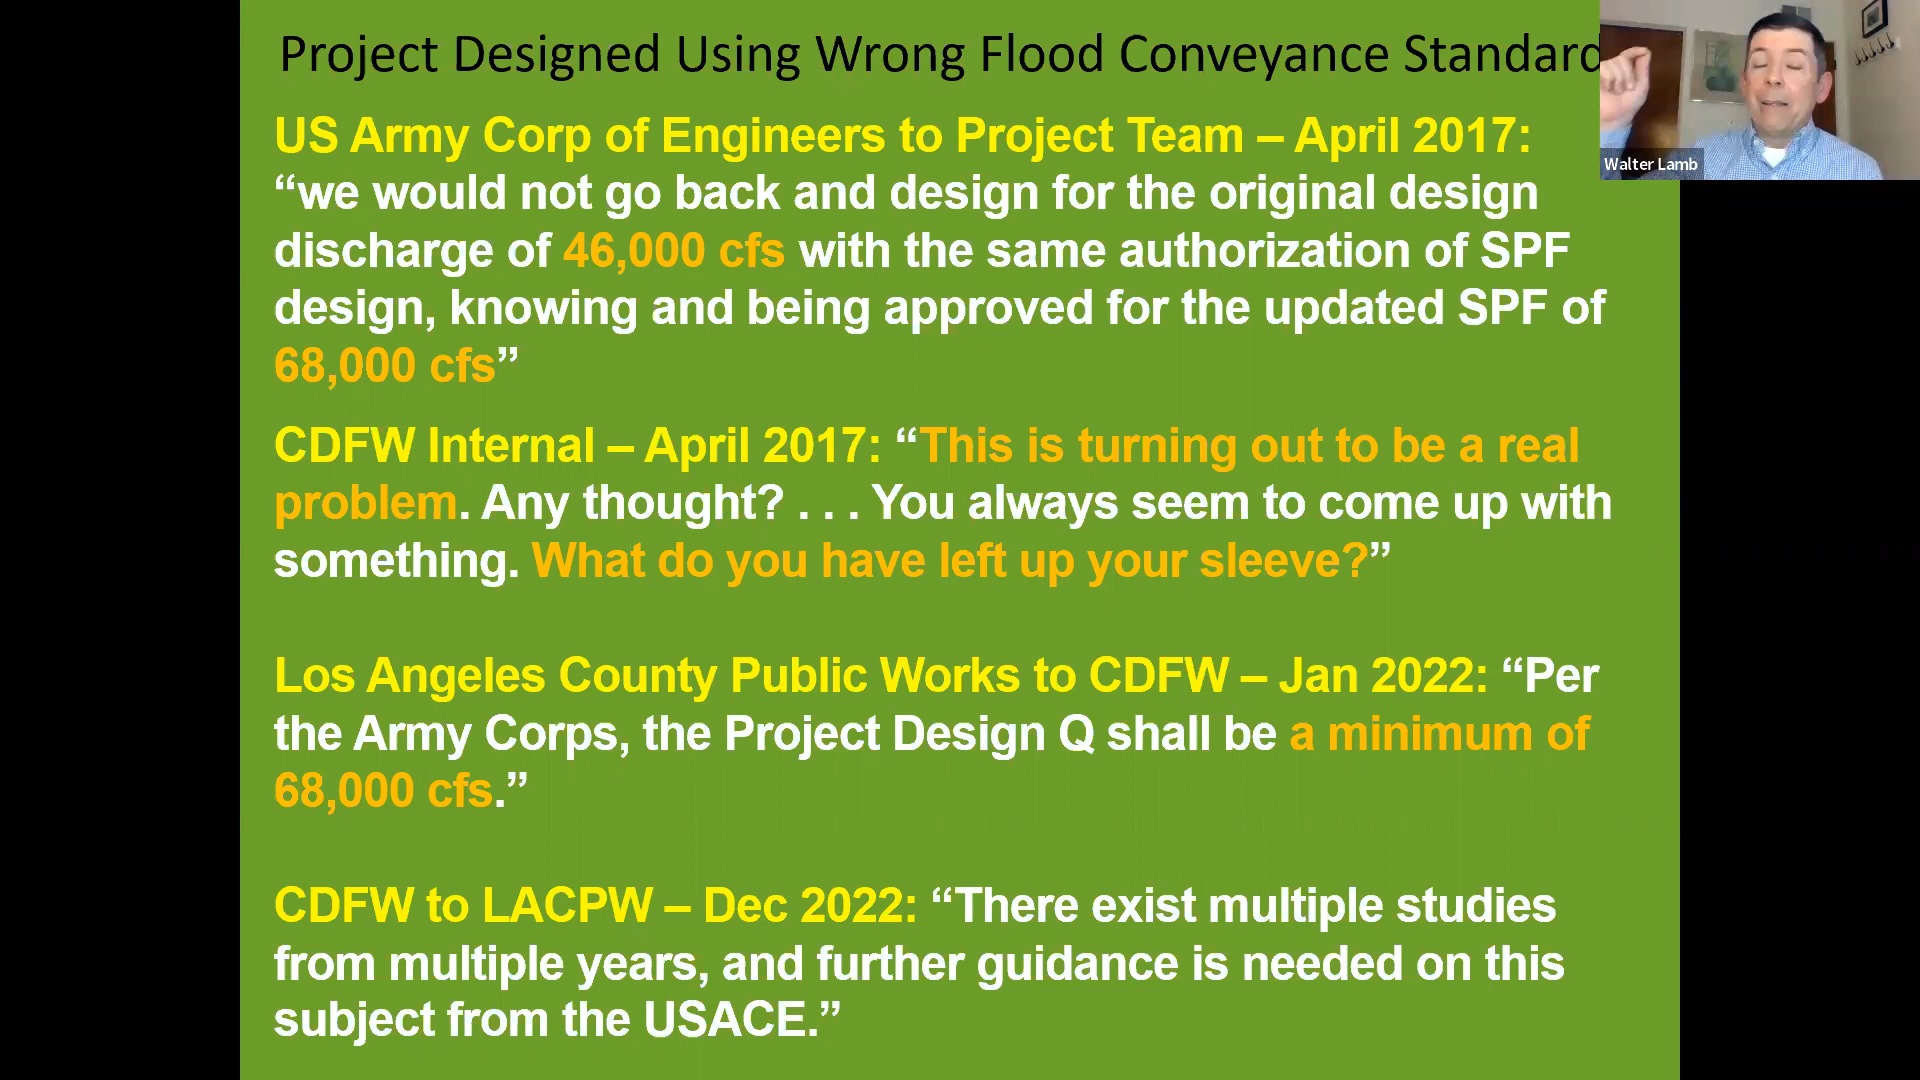 Project Designed Using Wrong Flood Conveyance Standard
US Army Corp of Engineers to Project Team – April 2017:
“we would not go back and design for the original design
discharge of 46,000 cfs with the same authorization of SPF
design, knowing and being approved for the updated SPF of
68,000 cfs”
CDFW Internal – April 2017: “This is turning out to be a real
problem. Any thought? . . . You always seem to come up with
something. What do you have left up your sleeve?”
Los Angeles County Public Works to CDFW – Jan 2022: “Per
the Army Corps, the Project Design Q shall be a minimum of
68,000 cfs.”
CDFW to LACPW – Dec 2022: “There exist multiple studies
from multiple years, and further guidance is needed on this
subject from the USACE.”
Walter Lamb